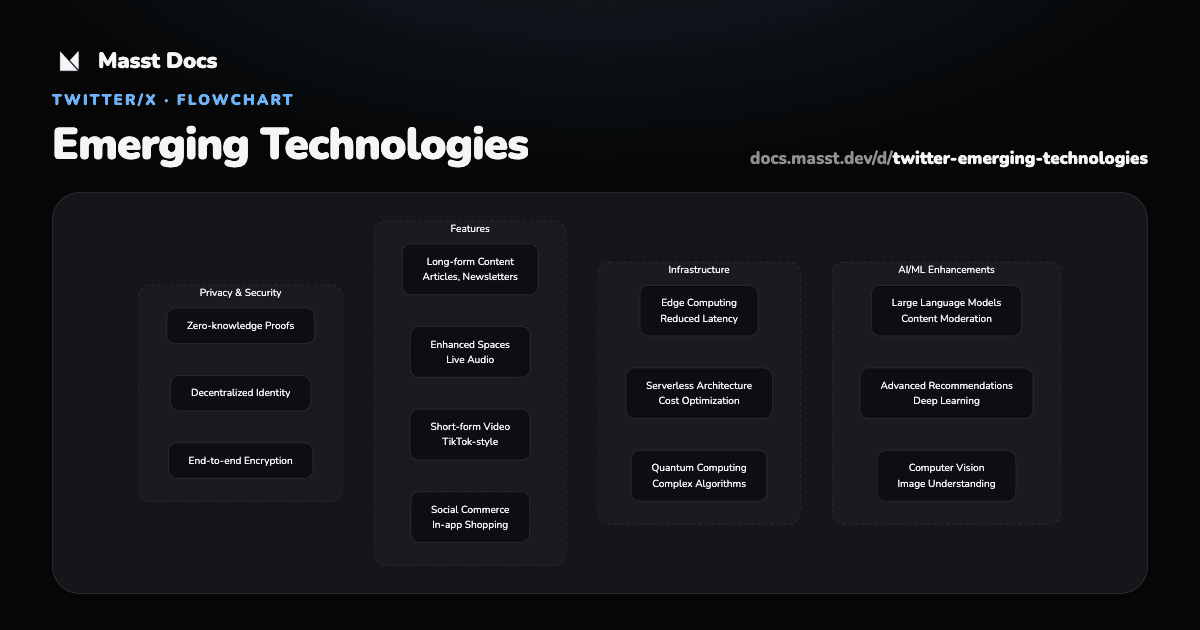 Masst Docs
TWITTER/X · FLOWCHART
Emerging Technologies
docs.masst.dev/d/twitter-emerging-technologies
Privacy & Security
Zero-knowledge Proofs
Decentralized Identity
End-to-end Encryption
Features
Long-form Content
Articles, Newsletters
Enhanced Spaces
Live Audio
Short-form Video
TikTok-style
Social Commerce
In-app Shopping
Infrastructure
Edge Computing
Reduced Latency
Serverless Architecture
Cost Optimization
Quantum Computing
Complex Algorithms
AI/ML Enhancements
Large Language Models
Content Moderation
Advanced Recommendations
Deep Learning
Computer Vision
Image Understanding